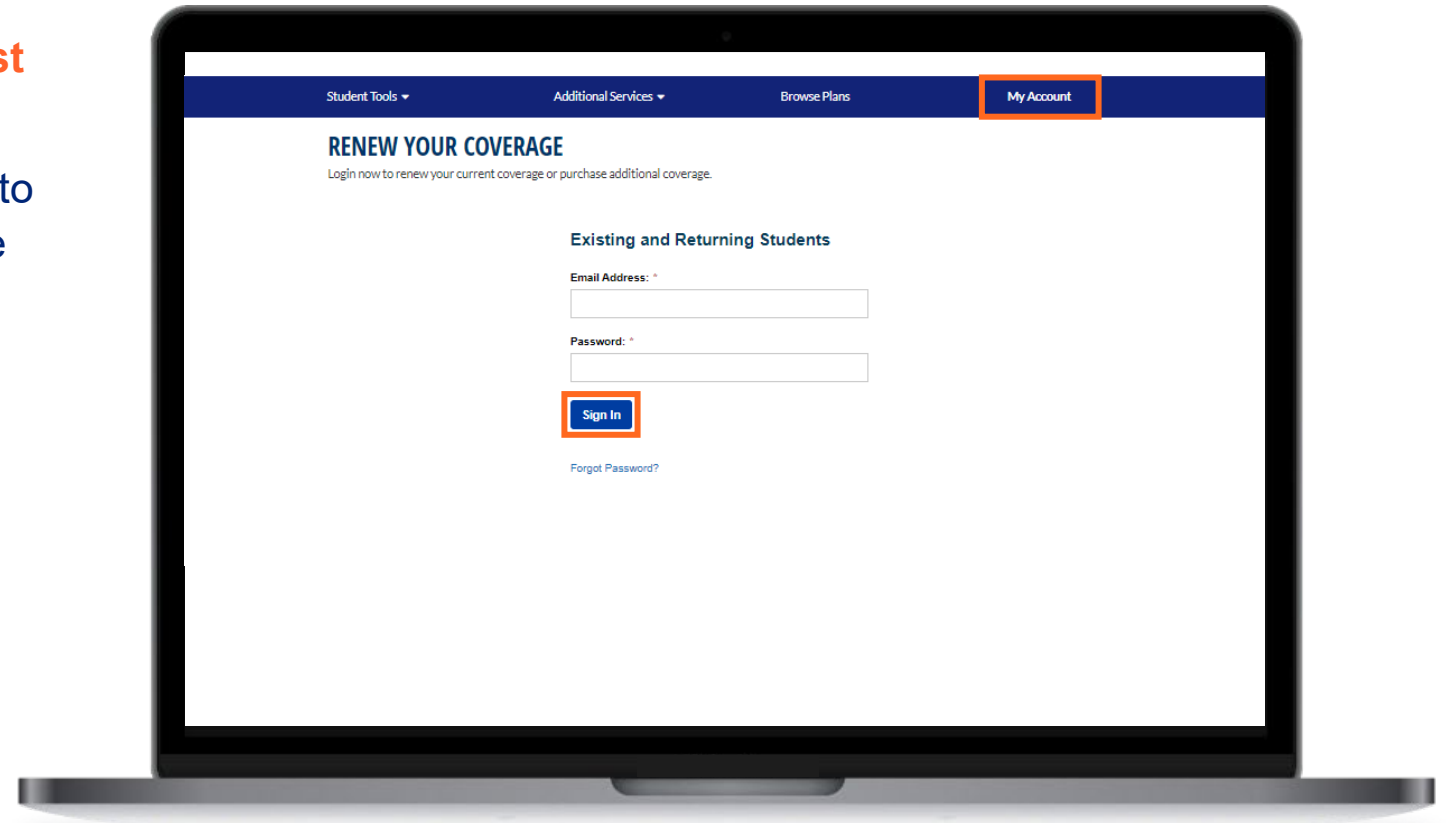 st
to
e
Student Tools
Additional Services
Browse Plans
My Account
RENEW YOUR COVERAGE
Login now to renew your current coverage or purchase additional coverage.
Existing and Returning Students
Email Address: *
Password: *
Sign In
Forgot Password?